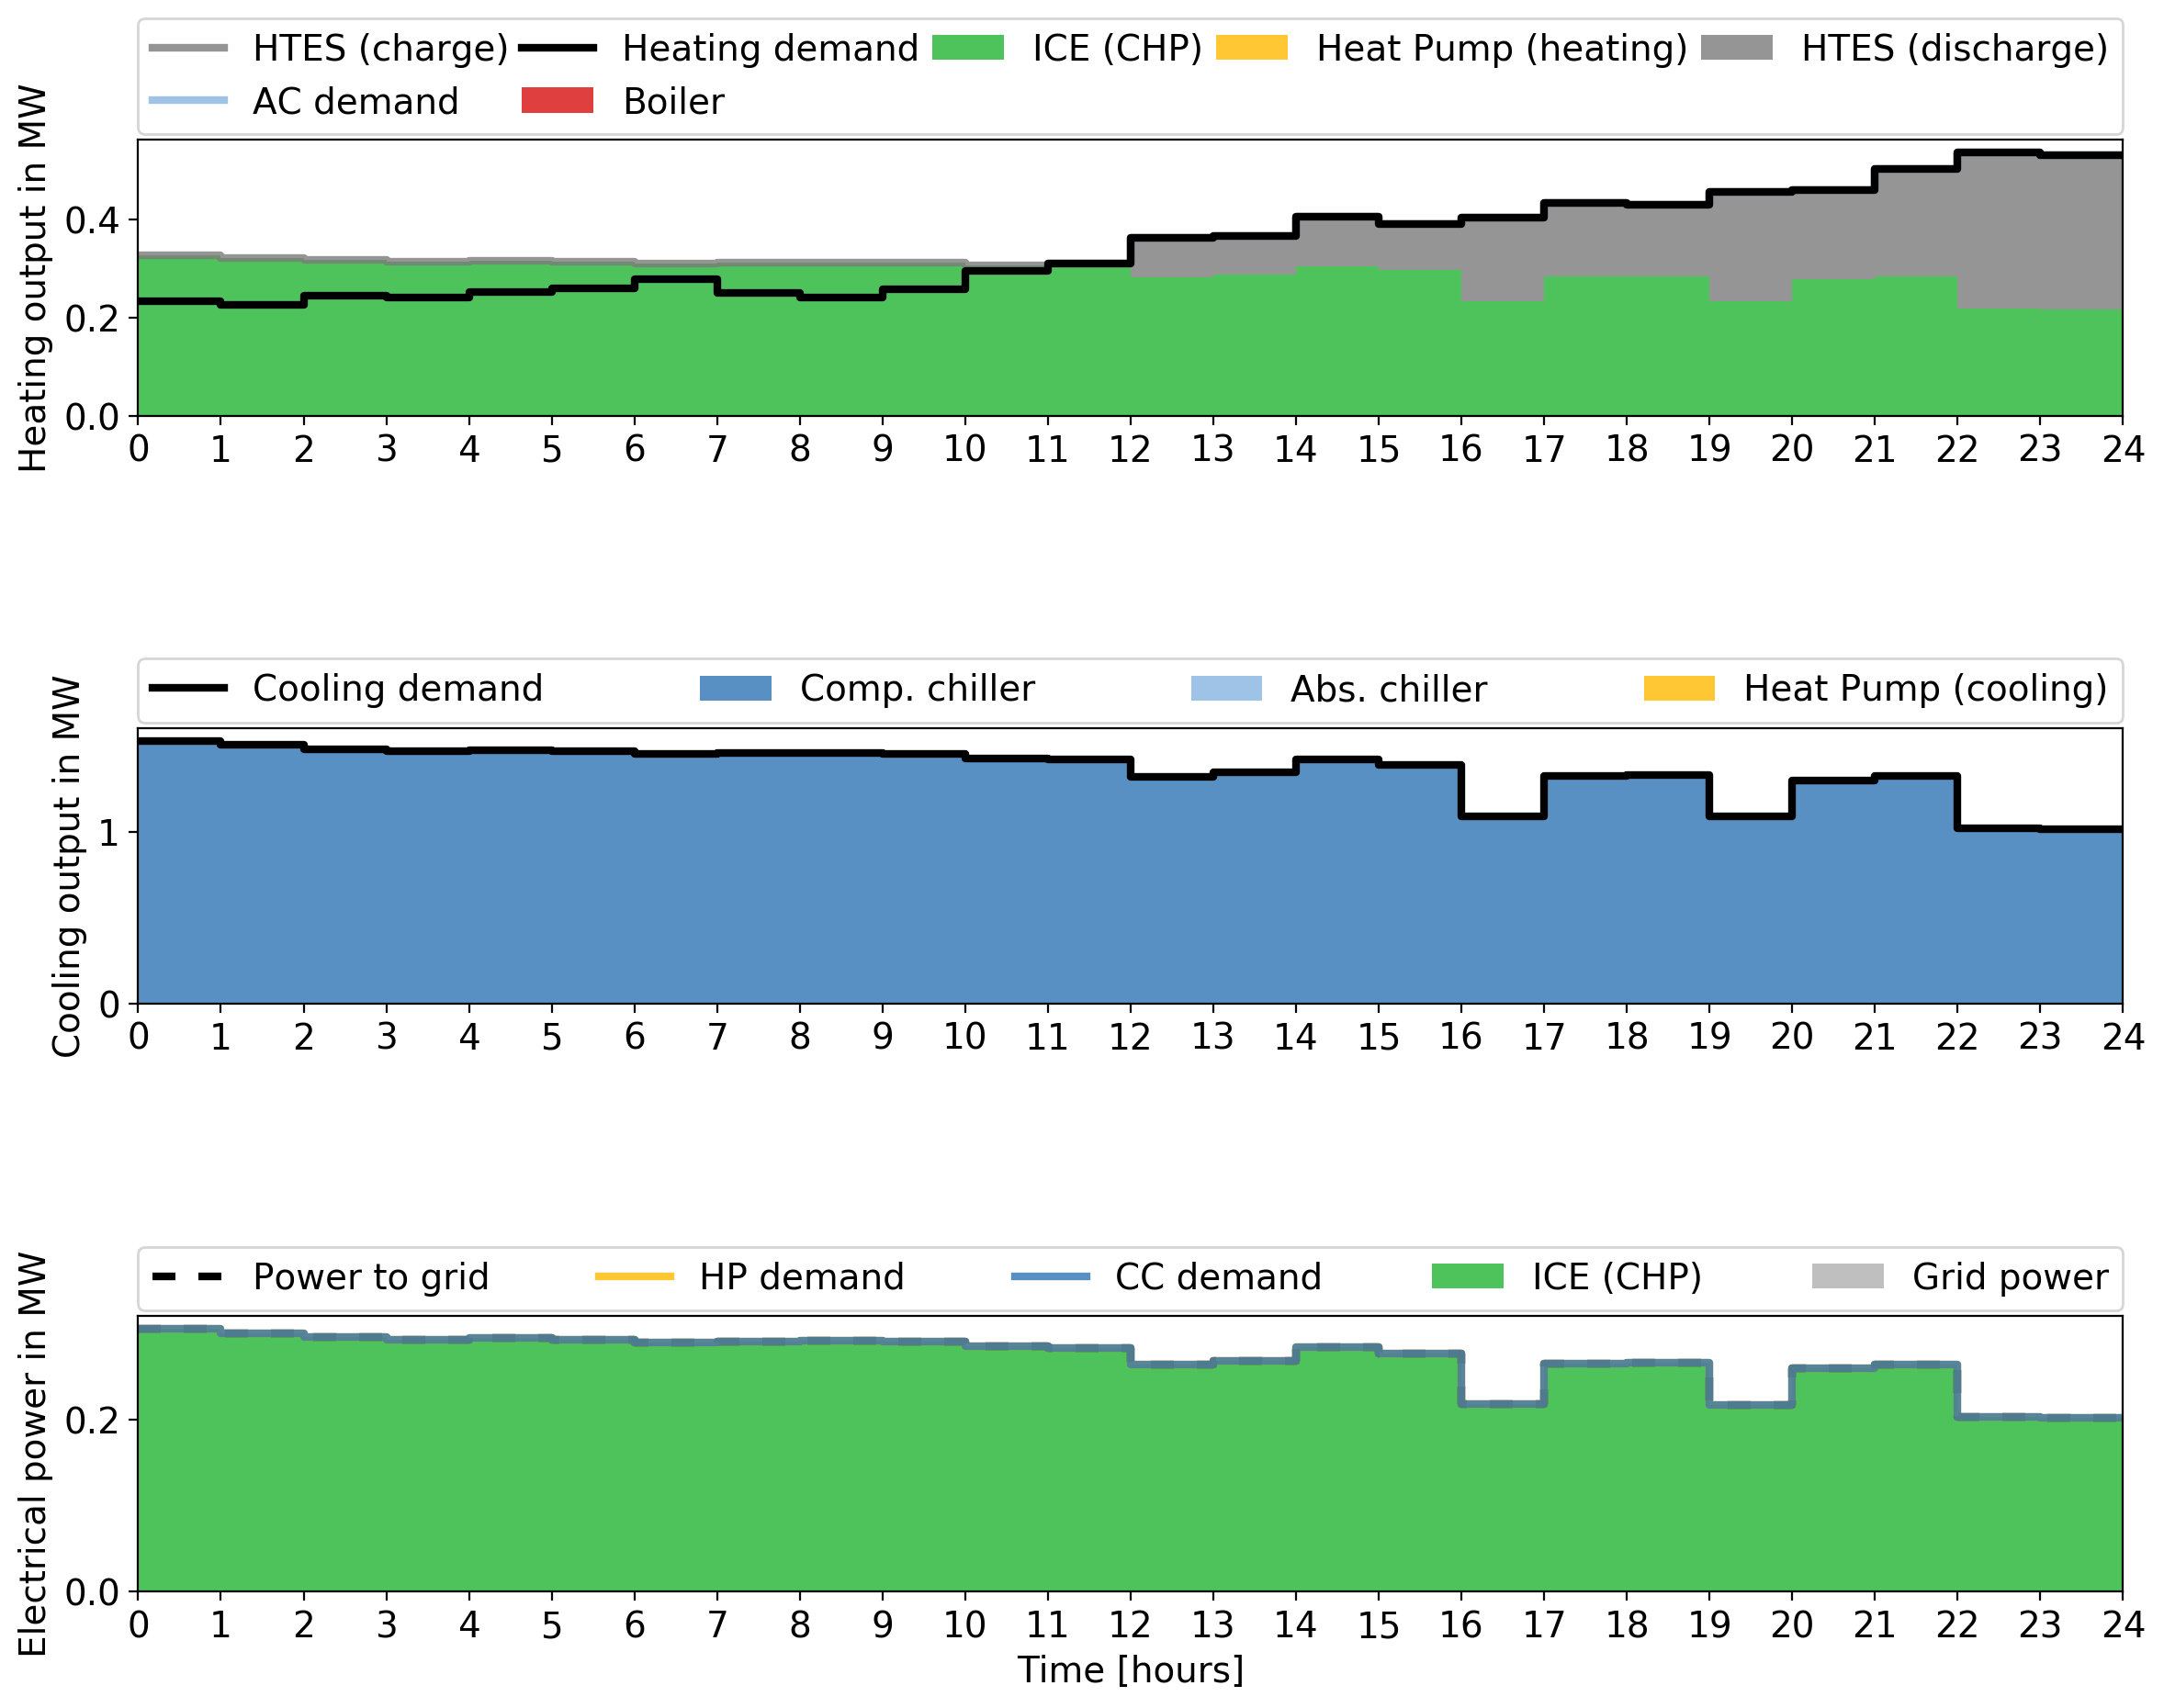 HTES (charge) Heating demand ICE (CHP) Heat Pump (heating) HTES (discharge)
AC demand Boiler
Heating output in MW
0.4
0.2
0.0
0 1 2 3 4 5 6 7 8 9 10 11 12 13 14 15 16 17 18 19 20 21 22 23 24
Cooling demand Comp. chiller Abs. chiller Heat Pump (cooling)
Cooling output in MW
1
0
0 1 2 3 4 5 6 7 8 9 10 11 12 13 14 15 16 17 18 19 20 21 22 23 24
Power to grid HP demand CC demand ICE (CHP) Grid power
Electrical power in MW
0.2
0.0
0 1 2 3 4 5 6 7 8 9 10 11 12 13 14 15 16 17 18 19 20 21 22 23 24
Time [hours]